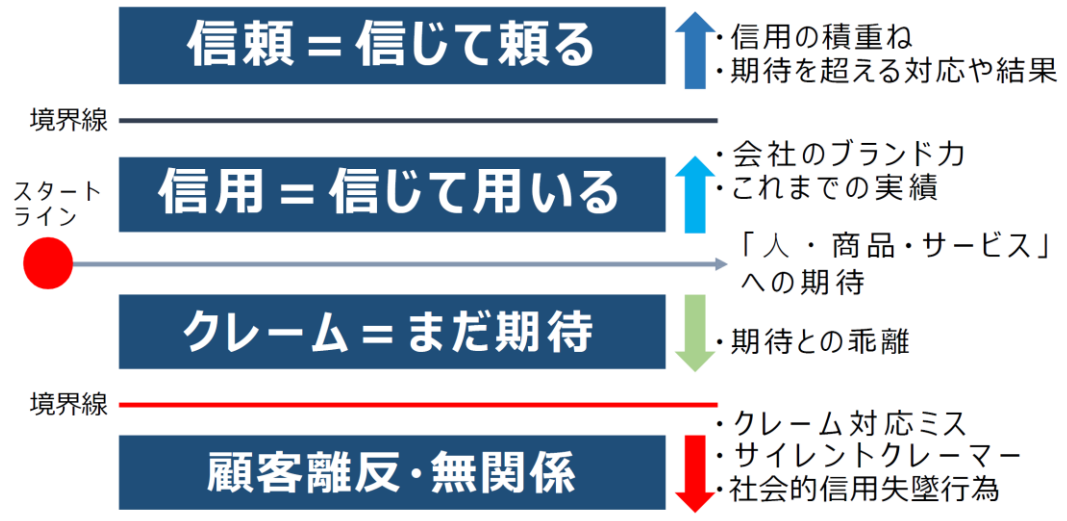 信頼＝信じて頼る
・信用の積重ね
・期待を超える対応や結果
境界線
信用＝信じて用いる
・会社のブランド力
・これまでの実績
スタート
ライン
「人・商品・サービス」
への期待
クレーム＝まだ期待
・期待との乖離
境界線
顧客離反・無関係
・クレーム対応ミス
・サイレントクレーマー
・社会的信用失墜行為